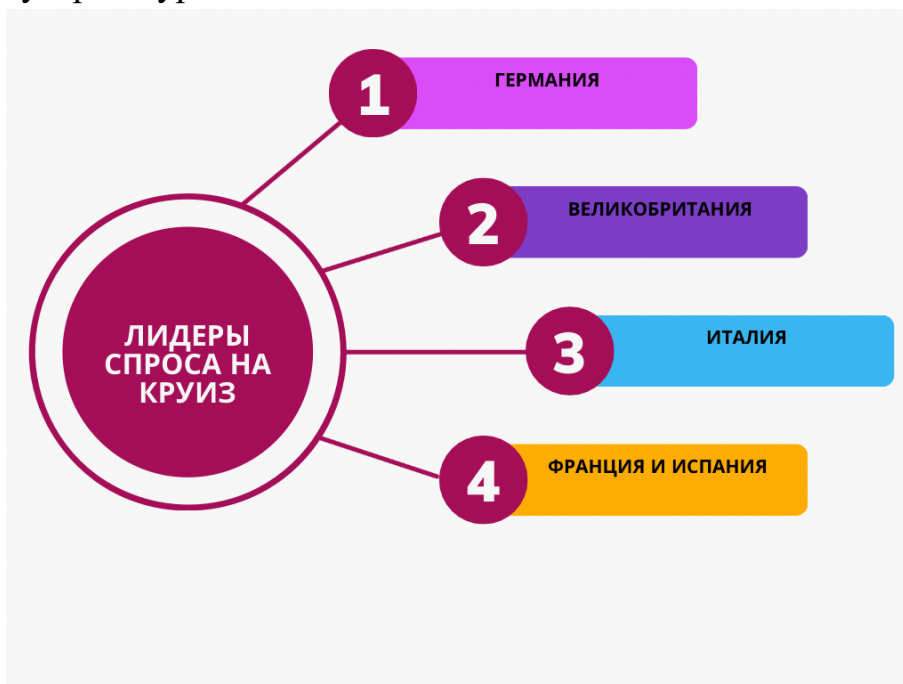 ЛИДЕРЫ
СПРОСА НА
КРУИЗ
1
ГЕРМАНИЯ
2
ВЕЛИКОБРИТАНИЯ
3
ИТАЛИЯ
4
ФРАНЦИЯ И ИСПАНИЯ